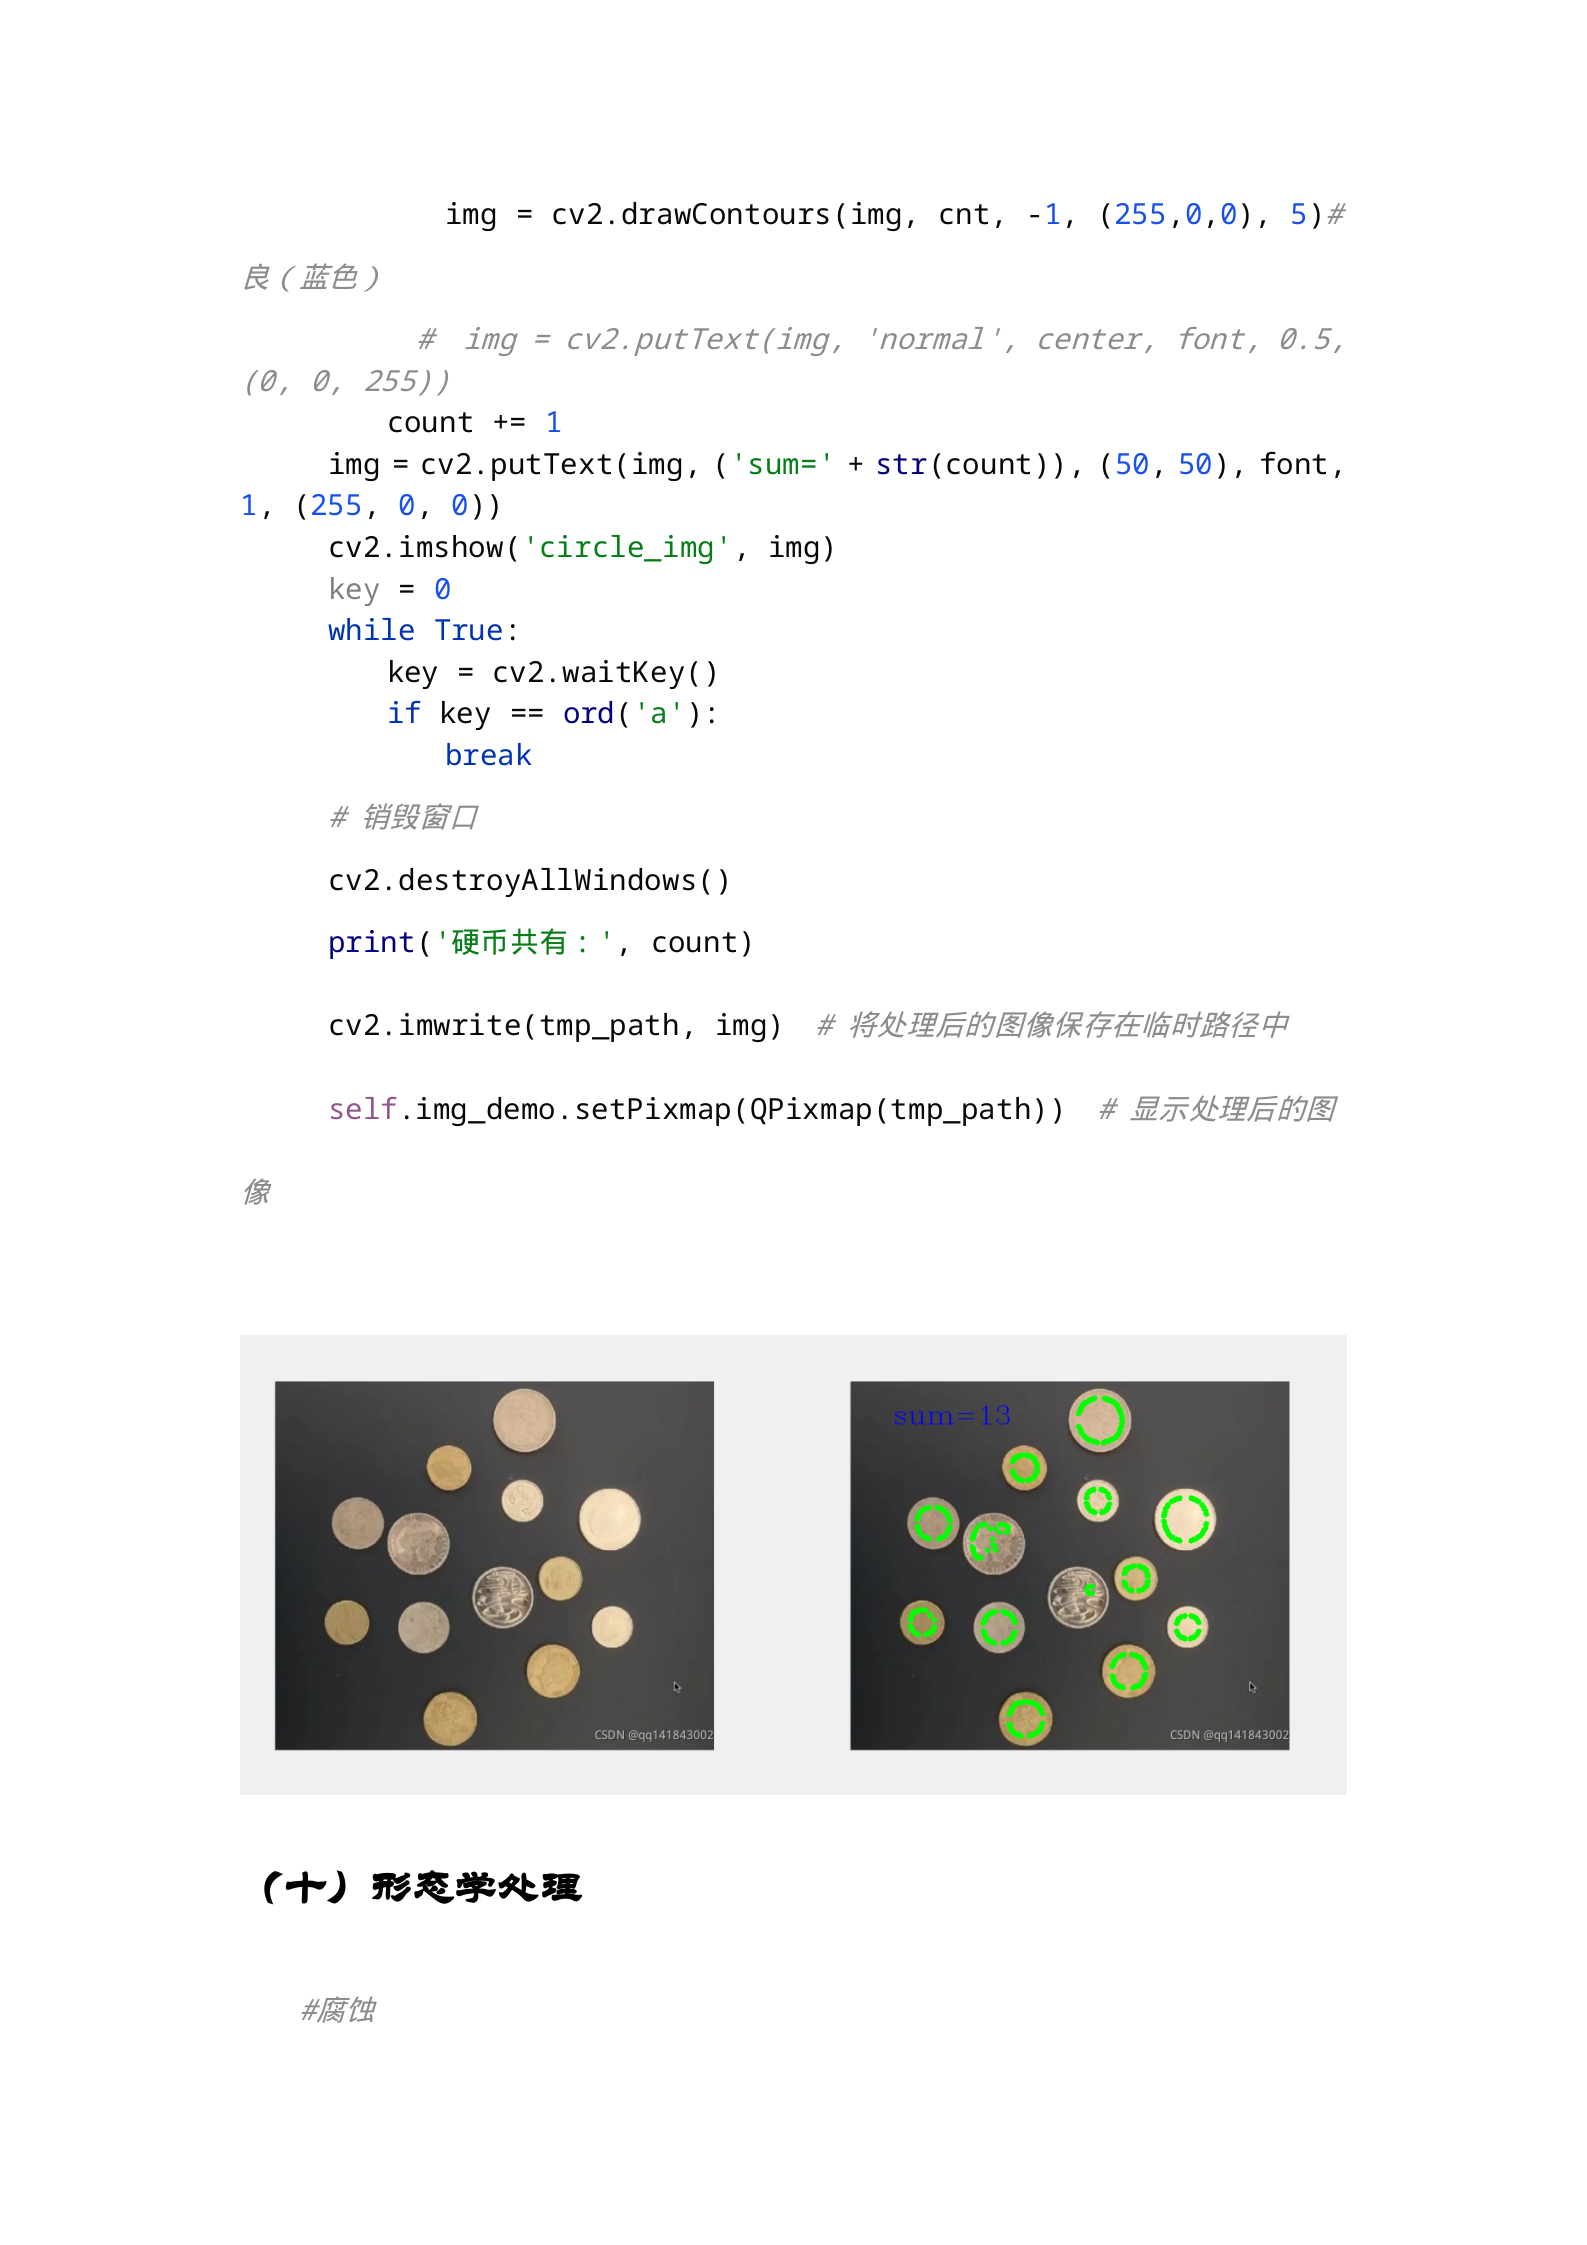 img = cv2.drawContours(img, cnt, -1, (255,0,0), 5)#
良（蓝色）
# img = cv2.putText(img, 'normal', center, font, 0.5,
(0, 0, 255))
count += 1
img = cv2.putText(img, ('sum=' + str(count)), (50, 50), font,
1, (255, 0, 0))
cv2.imshow('circle_img', img)
key = 0
while True:
key = cv2.waitKey()
if key == ord('a'):
break
# 销毁窗口
cv2.destroyAllWindows()
print('硬币共有：', count)
cv2.imwrite(tmp_path, img) # 将处理后的图像保存在临时路径中
self.img_demo.setPixmap(QPixmap(tmp_path)) # 显示处理后的图
像
CSDN @qq141843002
sum=13
CSDN @qq141843002
（十）形态学处理
#腐蚀